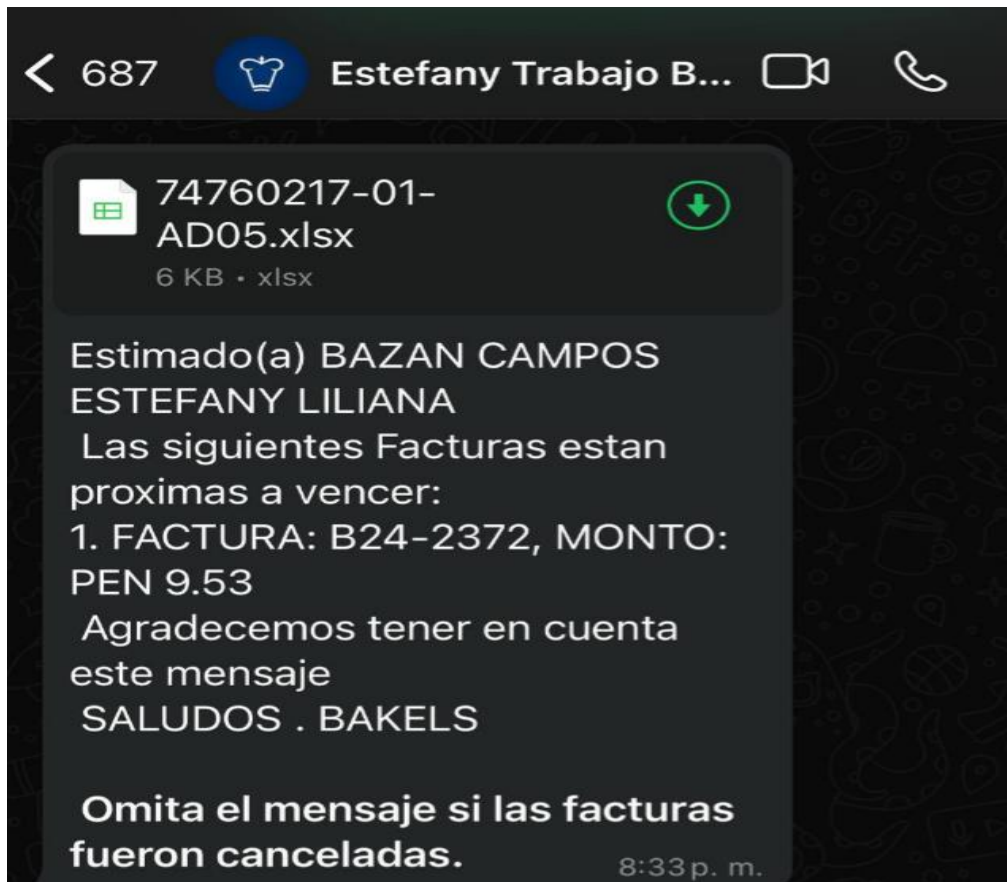 687
Estefany Trabajo B...
74760217-01-
AD05.xlsx
6 KB • xlsx
Estimado(a) BAZAN CAMPOS
ESTEFANY LILIANA
Las siguientes Facturas estan
proximas a vencer:
1. FACTURA: B24-2372, MONTO:
PEN 9.53
Agradecemos tener en cuenta
este mensaje
SALUDOS . BAKELS
Omita el mensaje si las facturas
fueron canceladas.
8:33 p. m.